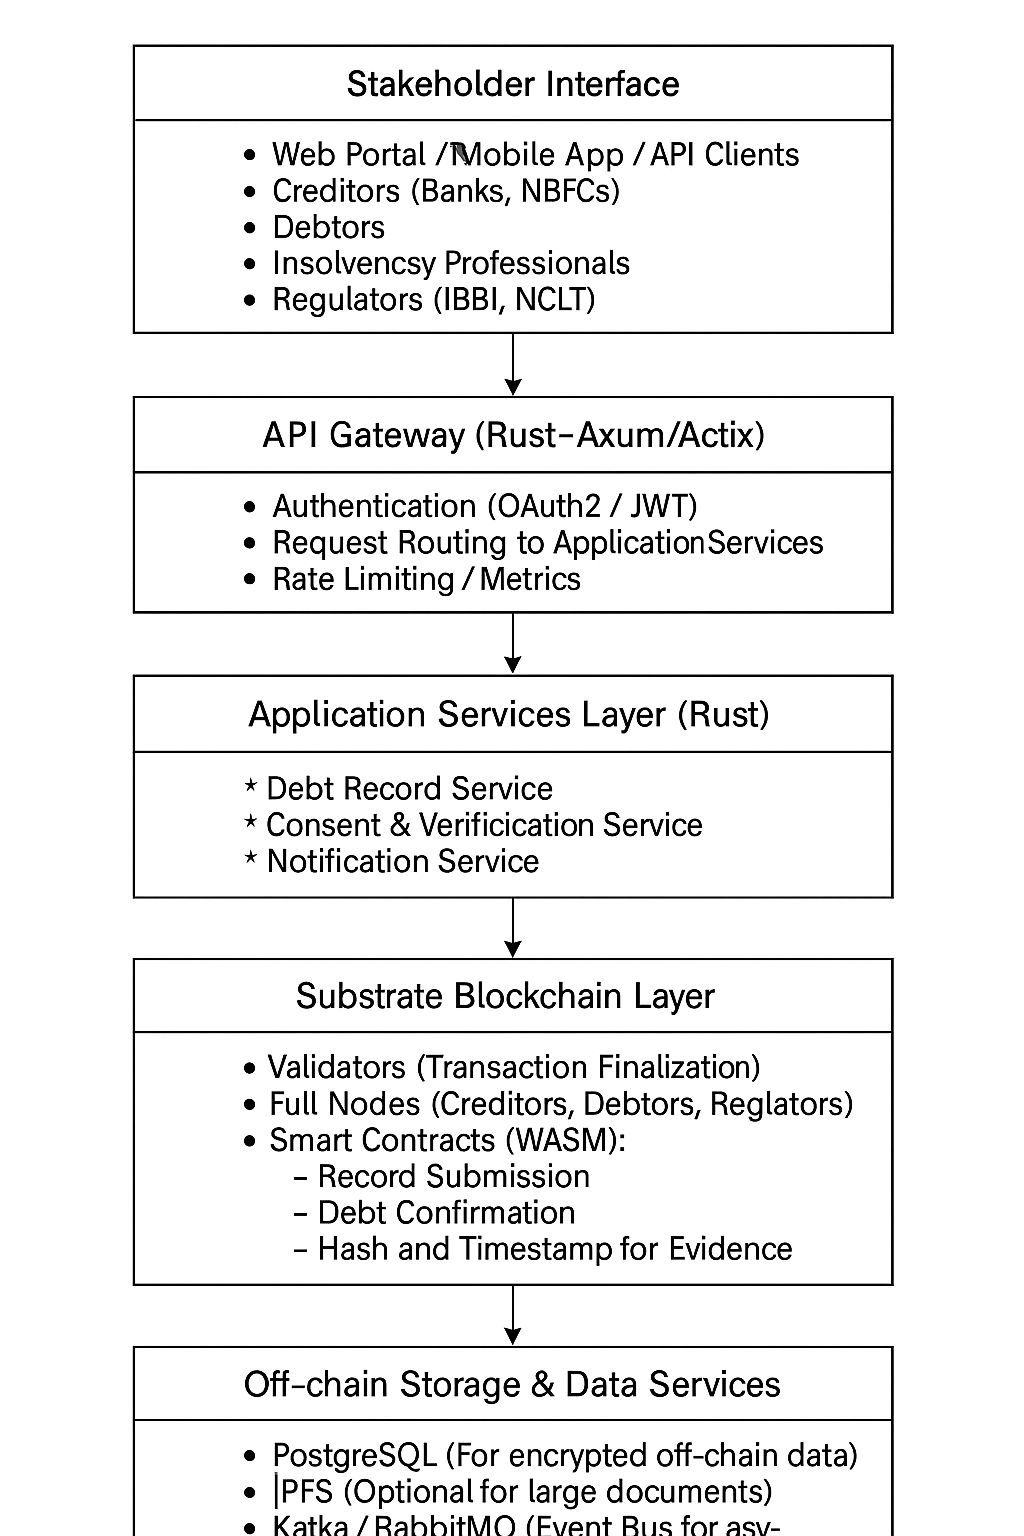 Stakeholder Interface
• Web Portal / Mobile App / API Clients
• Creditors (Banks, NBFCs)
• Debtors
• Insolvencsy Professionals
• Regulators (IBBI, NCLT)
API Gateway (Rust–Axum/Actix)
• Authentication (OAuth2 / JWT)
• Request Routing to Application Services
• Rate Limiting / Metrics
Application Services Layer (Rust)
* Debt Record Service
* Consent & Verificication Service
* Notification Service
Substrate Blockchain Layer
• Validators (Transaction Finalization)
• Full Nodes (Creditors, Debtors, Reglators)
• Smart Contracts (WASM):
– Record Submission
– Debt Confirmation
– Hash and Timestamp for Evidence
Off-chain Storage & Data Services
• PostgreSQL (For encrypted off-chain data)
• |PFS (Optional for large documents)
• Katka / RabbitMQ (Event Bus for asy-